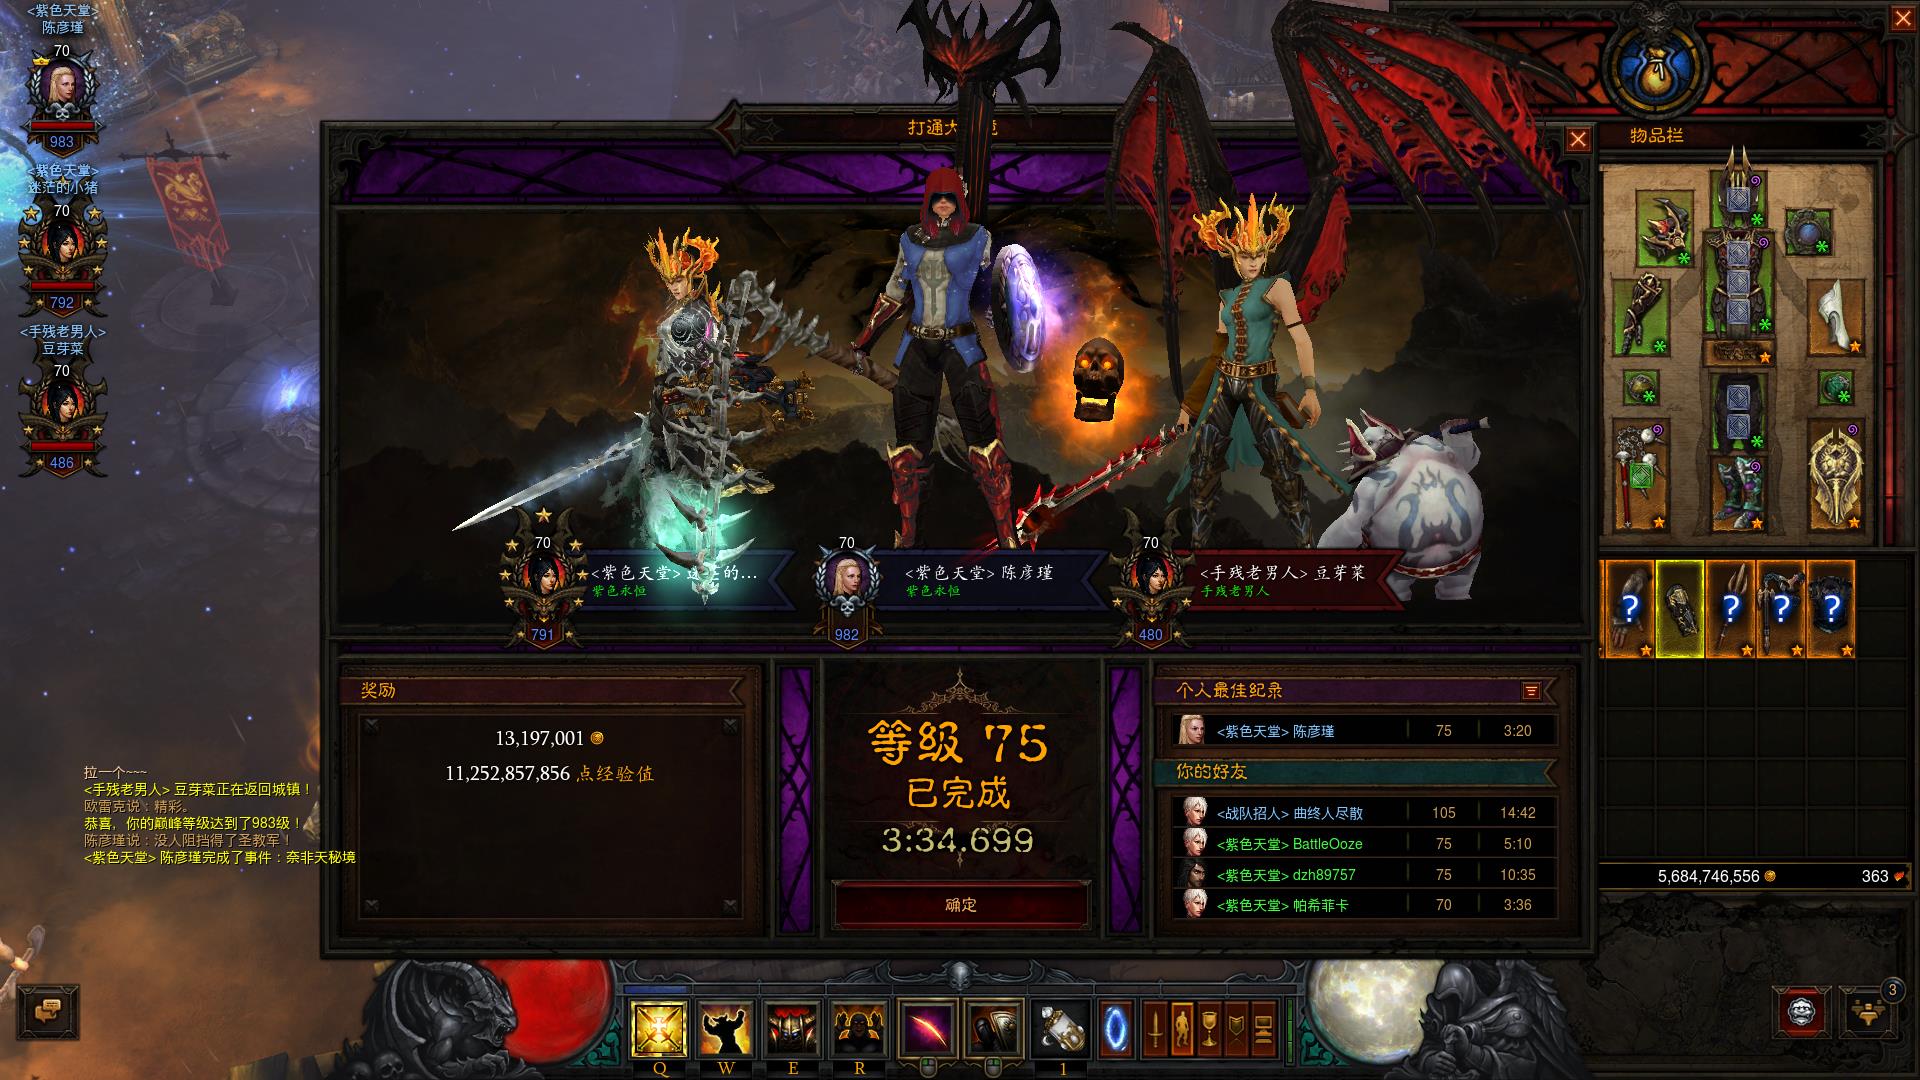 <紫色天堂>
陈彦瑾
70
983
<紫色天堂>
迷茫的小猪
70
792
<手残老男人>
豆芽菜
70
486
打通大
物品栏
70
<紫色天堂>
紫色永恒
791
70
<紫色天堂> 陈彦瑾
紫色永恒
982
70
<手残老男人> 豆芽菜
手残老男人
480
奖励
13,197,001
11,252,857,856 点经验值
等级 75
已完成
3:34.699
确定
个人最佳纪录
<紫色天堂> 陈彦瑾 75 3:20
你的好友
<战队招人> 曲终人尽散 105 14:42
<紫色天堂> BattleOoze 75 5:10
<紫色天堂> dzh89757 75 10:35
<紫色天堂> 帕希菲卡 70 3:36
? ? ? ?
5,684,746,556 363
拉一个~~~
<手残老男人> 豆芽菜正在返回城镇！
欧雷克说：精彩。
恭喜，你的巅峰等级达到了983级！
陈彦瑾说：没人阻挡得了圣教军！
<紫色天堂> 陈彦瑾完成了事件：奈非天秘境
Q W E R 1
3